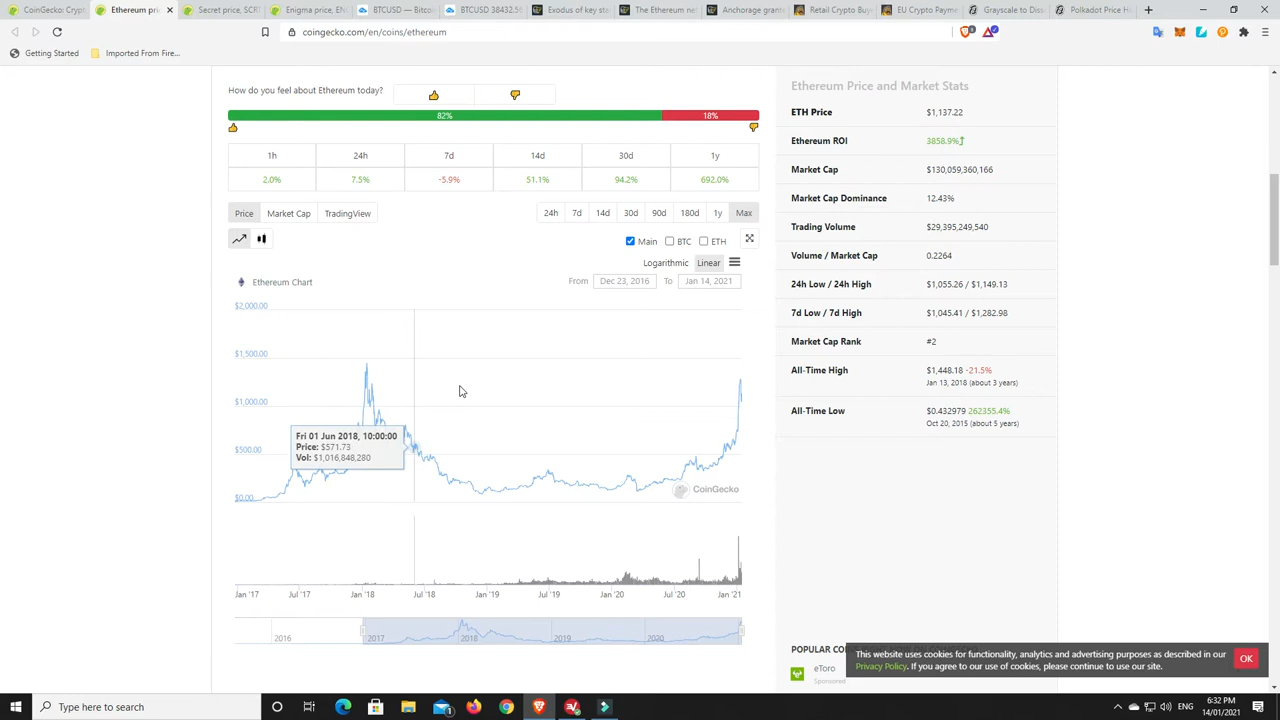 CoinGecko: Crypt
Ethereum pric
Secret price, SCRT
Enigma price, EN
BTCUSD — Bitcoi
BTCUSD 38432.50
Exodus of key sta
The Ethereum net
Anchorage grante
Retail Crypto Buy
EU Crypto Payme
Grayscale to Diss
Polkadot Price Hi
coingecko.com/en/coins/ethereum
Getting Started
Imported From Fire...
How do you feel about Ethereum today?
82%
18%
1h 24h 7d 14d 30d 1y
2.0% 7.5% -5.9% 51.1% 94.2% 692.0%
Price Market Cap TradingView
24h 7d 14d 30d 90d 180d 1y Max
Main BTC ETH
Logarithmic Linear
Ethereum Chart
From Dec 23, 2016 To Jan 14, 2021
$2,000.00
$1,500.00
$1,000.00
$500.00
$0.00
Fri 01 Jun 2018, 10:00:00
Price: $571.73
Vol: $1,016,848,280
CoinGecko
Jan '17 Jul '17 Jan '18 Jul '18 Jan '19 Jul '19 Jan '20 Jul '20 Jan '21
2016 2017 2018 2019 2020
Ethereum Price and Market Stats
ETH Price $1,137.22
Ethereum ROI 3858.9%
Market Cap $130,059,360,166
Market Cap Dominance 12.43%
Trading Volume $29,395,249,540
Volume / Market Cap 0.2264
24h Low / 24h High $1,055.26 / $1,149.13
7d Low / 7d High $1,045.41 / $1,282.98
Market Cap Rank #2
All-Time High $1,448.18 -21.5%
Jan 13, 2018 (about 3 years)
All-Time Low $0.432979 262355.4%
Oct 20, 2015 (about 5 years)
POPULAR CO
eToro
Sponsored
This website uses cookies for functionality, analytics and advertising purposes as described in our
Privacy Policy. If you agree to our use of cookies, please continue to use our site.
OK
Type here to search
ENG
6:32 PM
14/01/2021